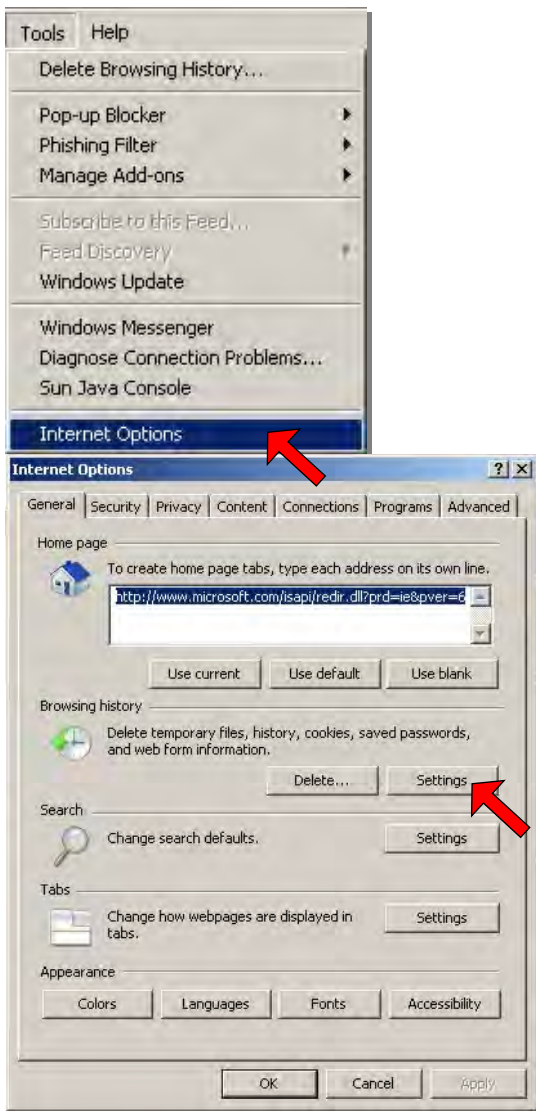 Tools Help
Delete Browsing History...
Pop-up Blocker
Phishing Filter
Manage Add-ons
Subscribe to this Feed...
Feed Discovery
Windows Update
Windows Messenger
Diagnose Connection Problems...
Sun Java Console
Internet Options
Internet Options ? X
General Security Privacy Content Connections Programs Advanced
Home page
To create home page tabs, type each address on its own line.
http://www.microsoft.com/isapi/redir.dll?prd=ie&pver=6
Use current Use default Use blank
Browsing history
Delete temporary files, history, cookies, saved passwords,
and web form information.
Delete... Settings
Search
Change search defaults. Settings
Tabs
Change how webpages are displayed in
tabs. Settings
Appearance
Colors Languages Fonts Accessibility
OK Cancel Apply